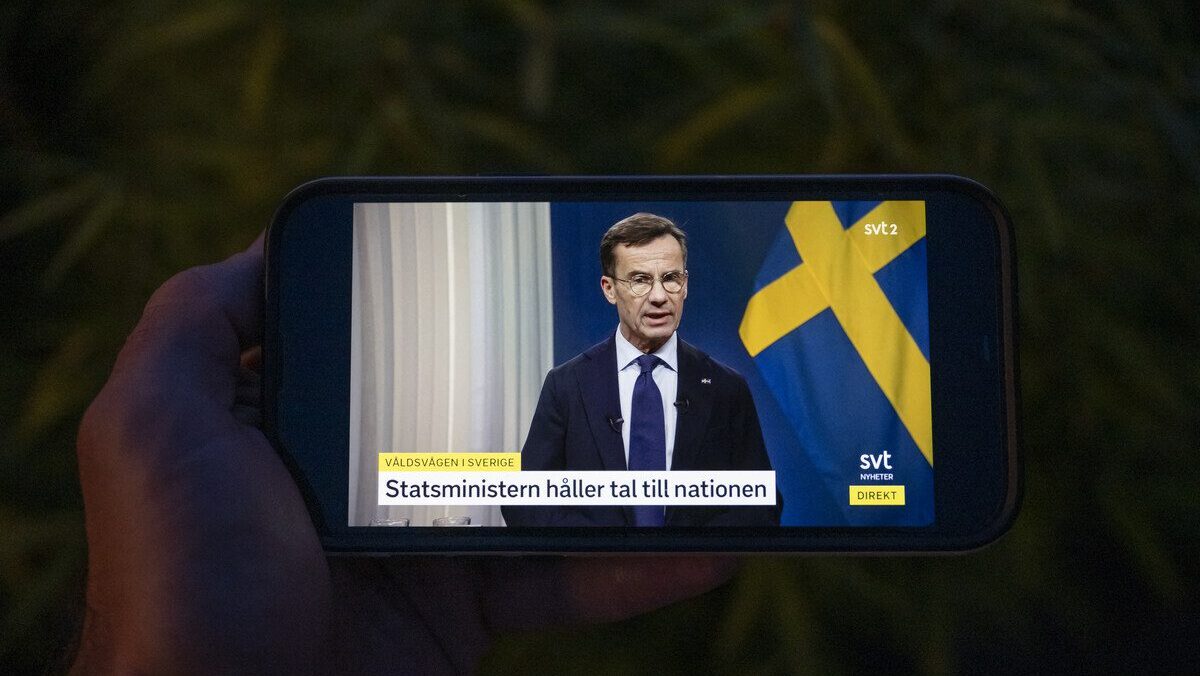 svt2
VÅLDSVÅGEN I SVERIGE
Statsministern håller tal till nationen
svt
NYHETER
DIREKT